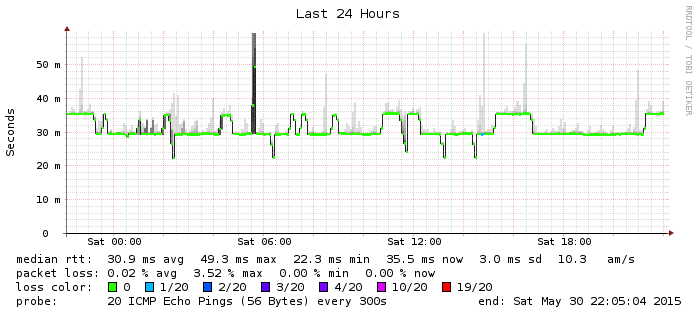 Last 24 Hours
RRDTOOL / TOBI OETIKER
Seconds
50 m
40 m
30 m
20 m
10 m
0
Sat 00:00 Sat 06:00 Sat 12:00 Sat 18:00
median rtt: 30.9 ms avg 49.3 ms max 22.3 ms min 35.5 ms now 3.0 ms sd 10.3 am/s
packet loss: 0.02 % avg 3.52 % max 0.00 % min 0.00 % now
loss color: 0 1/20 2/20 3/20 4/20 10/20 19/20
probe: 20 ICMP Echo Pings (56 Bytes) every 300s end: Sat May 30 22:05:04 2015